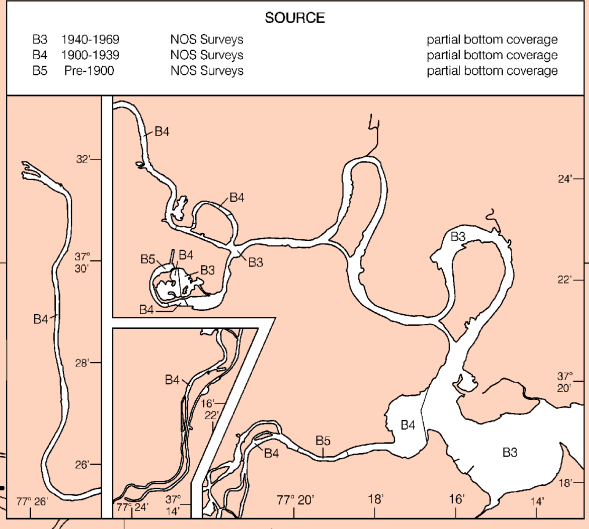 SOURCE
B3 1940-1969 NOS Surveys partial bottom coverage
B4 1900-1939 NOS Surveys partial bottom coverage
B5 Pre-1900 NOS Surveys partial bottom coverage
B4
32'
24'
B4
B3
37°
30'
B5
B4
B3
B3
22'
B4
B4
28'
B4
37°
20'
16'
22'
B4
B5
B4
B3
26'
18'
77° 26'
77° 24'
37°
14'
77° 20'
18'
16'
14'